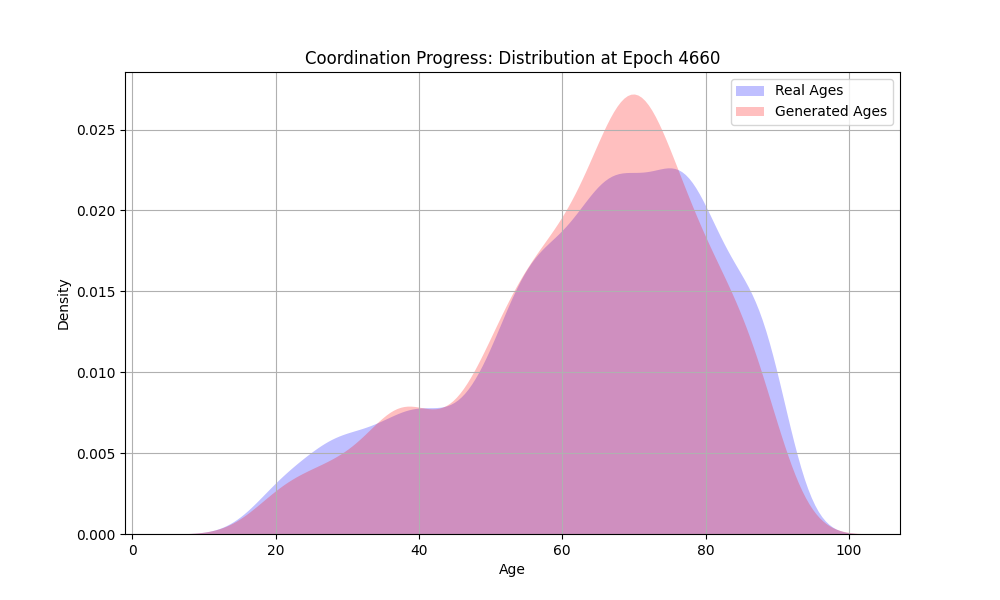 Coordination Progress: Distribution at Epoch 4660
Real Ages
Generated Ages
0.025
0.020
0.015
0.010
0.005
0.000
Density
0
20
40
60
80
100
Age